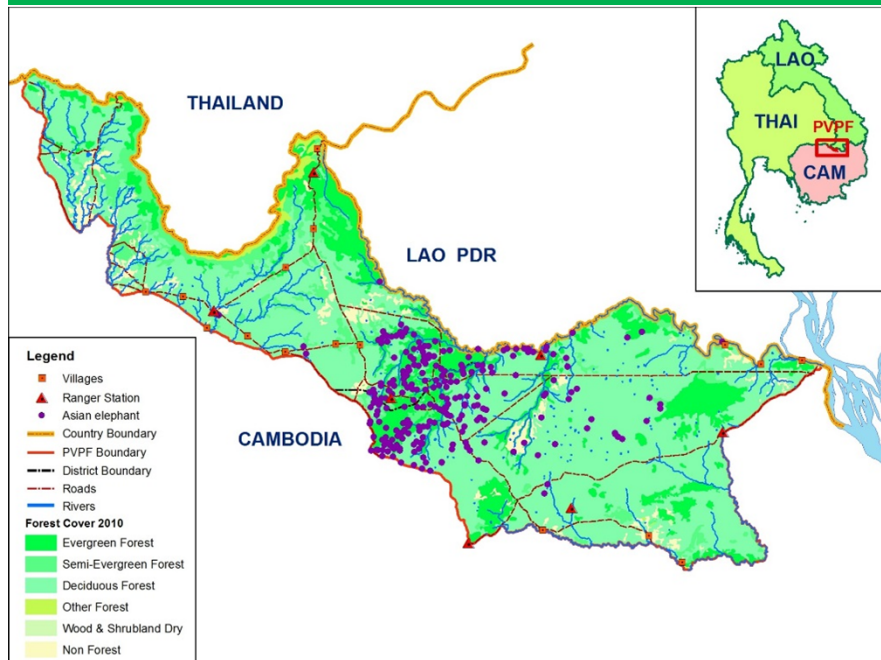 THAILAND
LAO PDR
CAMBODIA
LAO
THAI
PVPF
CAM
Legend
Villages
Ranger Station
Asian elephant
Country Boundary
PVPF Boundary
District Boundary
Roads
Rivers
Forest Cover 2010
Evergreen Forest
Semi-Evergreen Forest
Deciduous Forest
Other Forest
Wood & Shrubland Dry
Non Forest